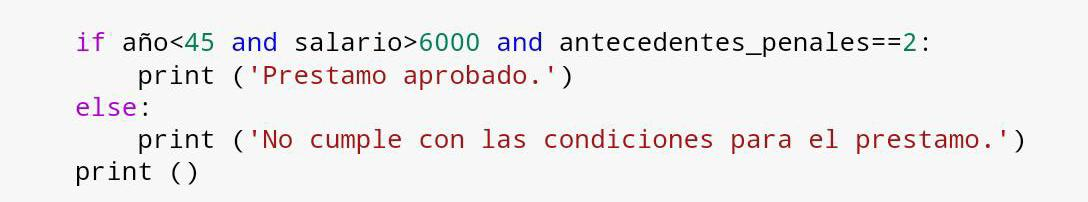 if año<45 and salario>6000 and antecedentes_penales==2:
    print ('Prestamo aprobado.')
else:
    print ('No cumple con las condiciones para el prestamo.')
print ()